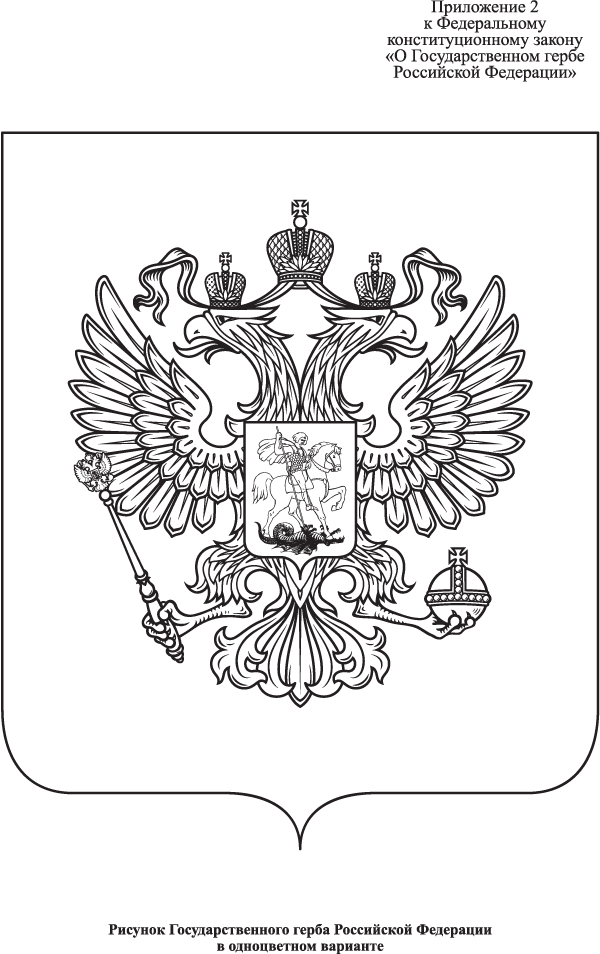 Приложение 2
к Федеральному
конституционному закону
«О Государственном гербе
Российской Федерации»
Рисунок Государственного герба Российской Федерации
в одноцветном варианте